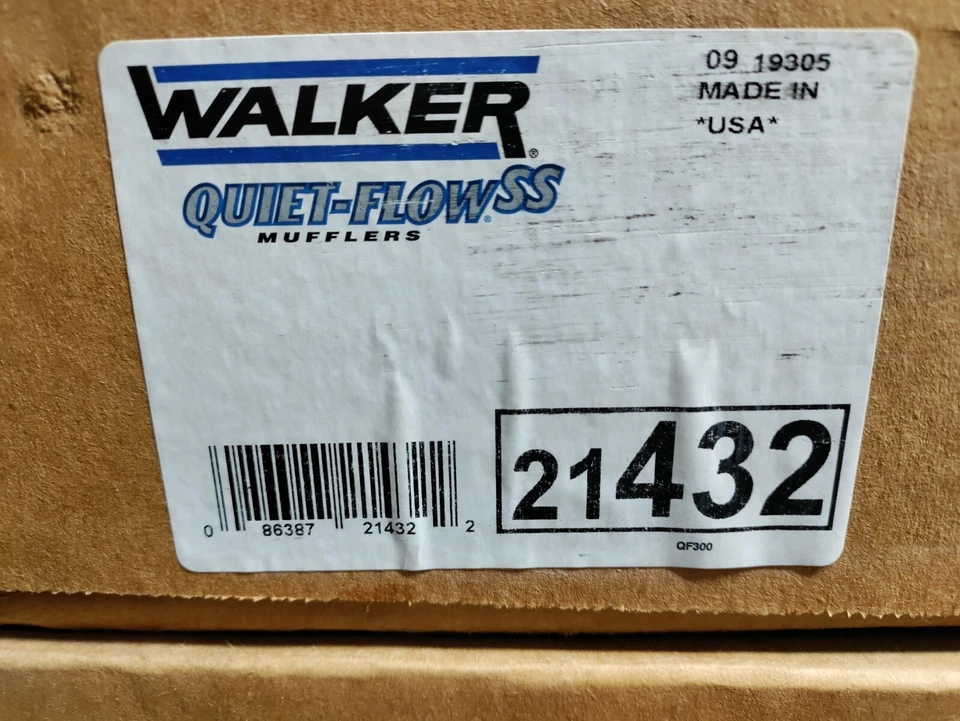 WALKER®
QUIET-FLOW®SS
MUFFLERS
09 19305
MADE IN
*USA*
0 86387 21432 2
21432
QF300